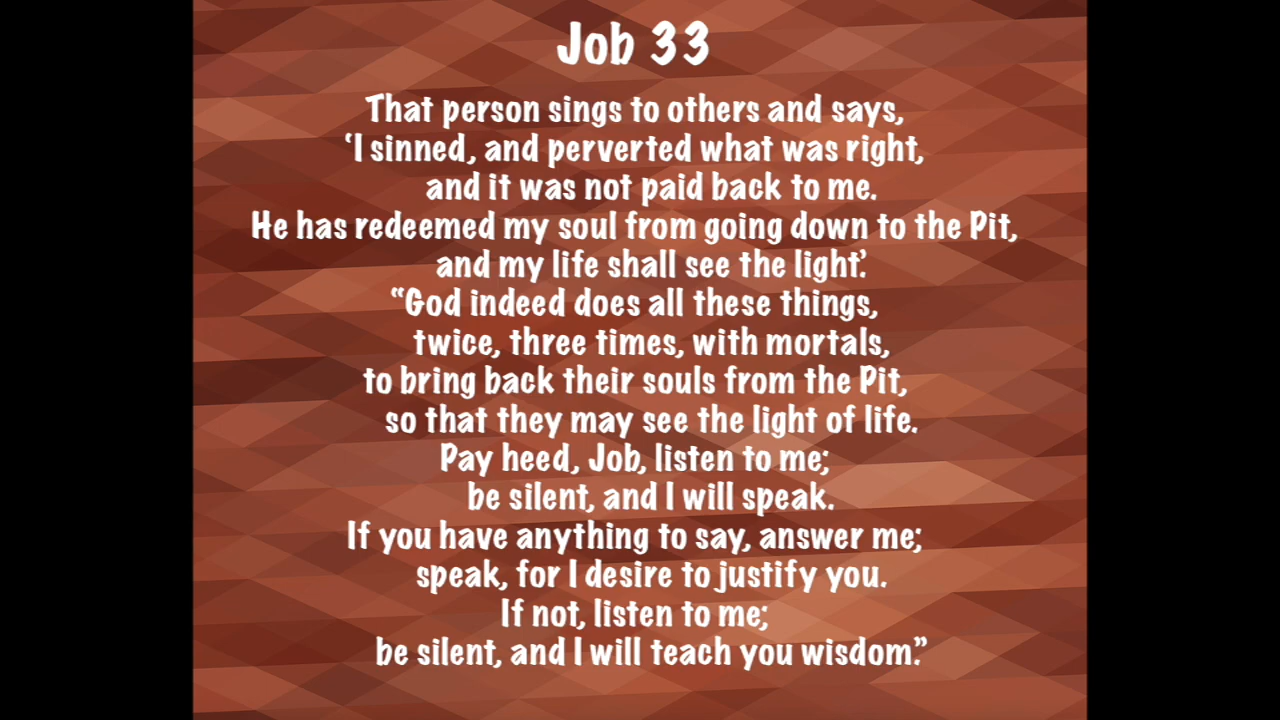 Job 33
That person sings to others and says,
‘I sinned, and perverted what was right,
and it was not paid back to me.
He has redeemed my soul from going down to the Pit,
and my life shall see the light.’
“God indeed does all these things,
twice, three times, with mortals,
to bring back their souls from the Pit,
so that they may see the light of life.
Pay heed, Job, listen to me;
be silent, and I will speak.
If you have anything to say, answer me;
speak, for I desire to justify you.
If not, listen to me;
be silent, and I will teach you wisdom.”